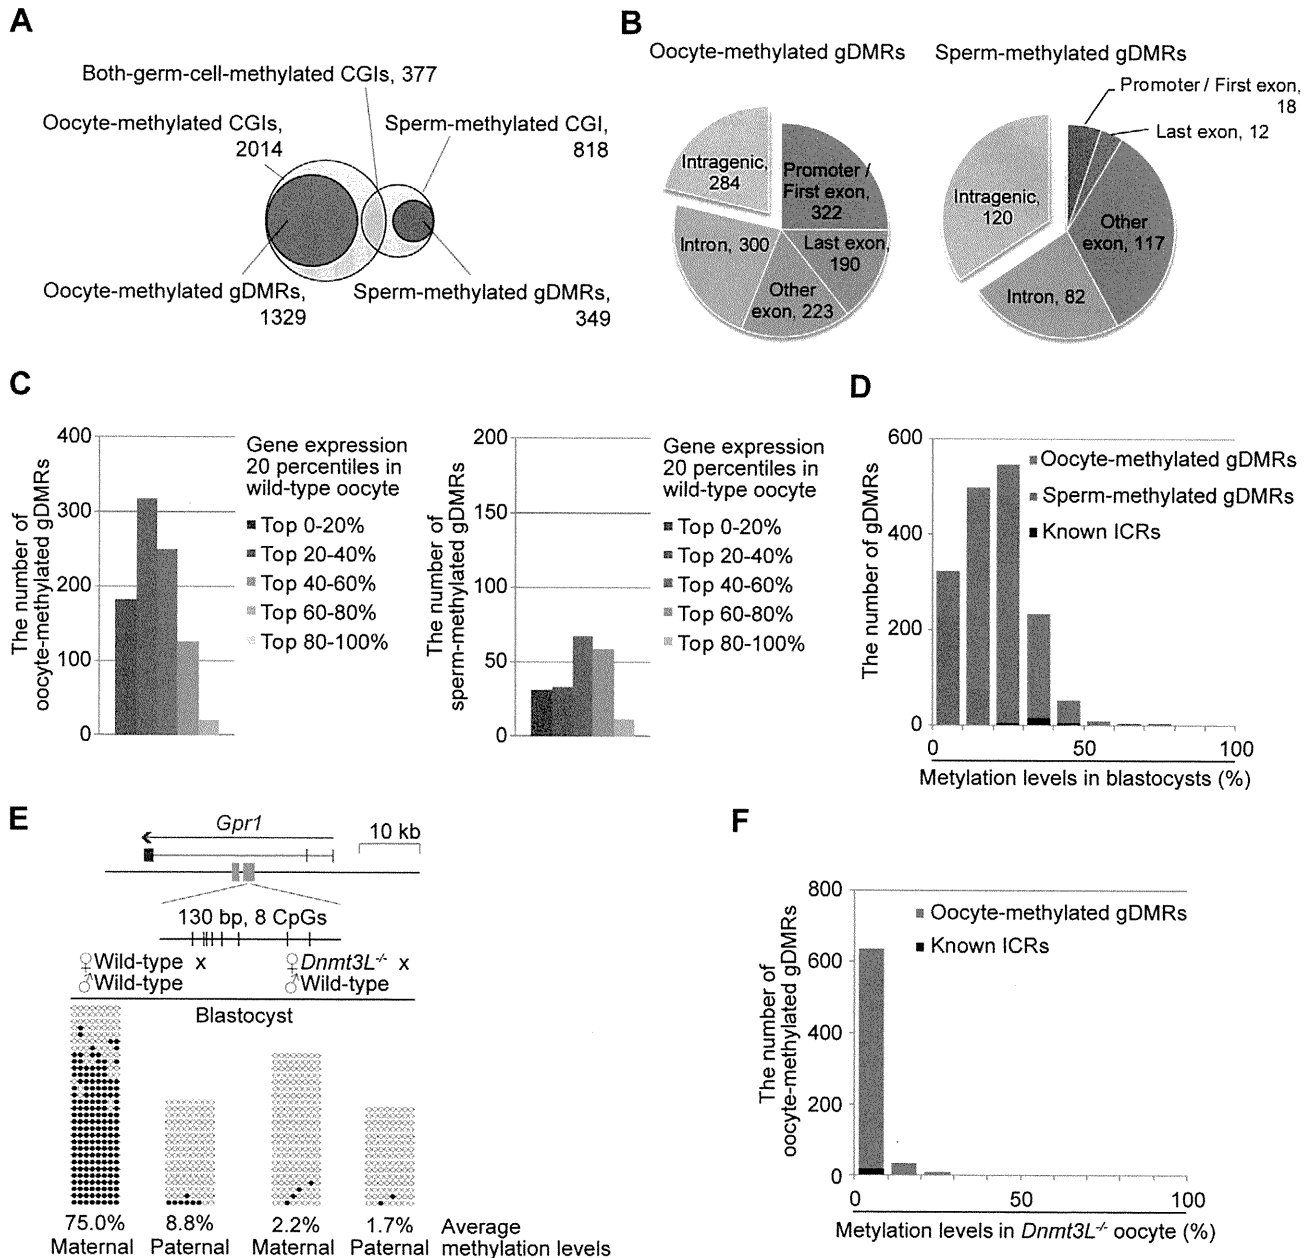 A
Both-germ-cell-methylated CGIs, 377
Oocyte-methylated CGIs,
2014
Sperm-methylated CGI,
818
Oocyte-methylated gDMRs,
1329
Sperm-methylated gDMRs,
349
B
Oocyte-methylated gDMRs
Intragenic,
284
Promoter /
First exon,
322
Intron, 300
Last exon,
190
Other
exon, 223
Sperm-methylated gDMRs
Promoter / First exon,
18
Last exon, 12
Intragenic,
120
Other
exon, 117
Intron, 82
C
The number of
oocyte-methylated gDMRs
400
300
200
100
0
Gene expression
20 percentiles in
wild-type oocyte
Top 0-20%
Top 20-40%
Top 40-60%
Top 60-80%
Top 80-100%
The number of
sperm-methylated gDMRs
200
150
100
50
0
Gene expression
20 percentiles in
wild-type oocyte
Top 0-20%
Top 20-40%
Top 40-60%
Top 60-80%
Top 80-100%
D
The number of gDMRs
600
400
200
0
Oocyte-methylated gDMRs
Sperm-methylated gDMRs
Known ICRs
0 50 100
Metylation levels in blastocysts (%)
E
Gpr1
10 kb
130 bp, 8 CpGs
♀Wild-type x
♂Wild-type
♀Dnmt3L-/- x
♂Wild-type
Blastocyst
75.0% 8.8% 2.2% 1.7% Average
Maternal Paternal Maternal Paternal methylation levels
F
The number of
oocyte-methylated gDMRs
800
600
400
200
0
Oocyte-methylated gDMRs
Known ICRs
0 50 100
Metylation levels in Dnmt3L-/- oocyte (%)